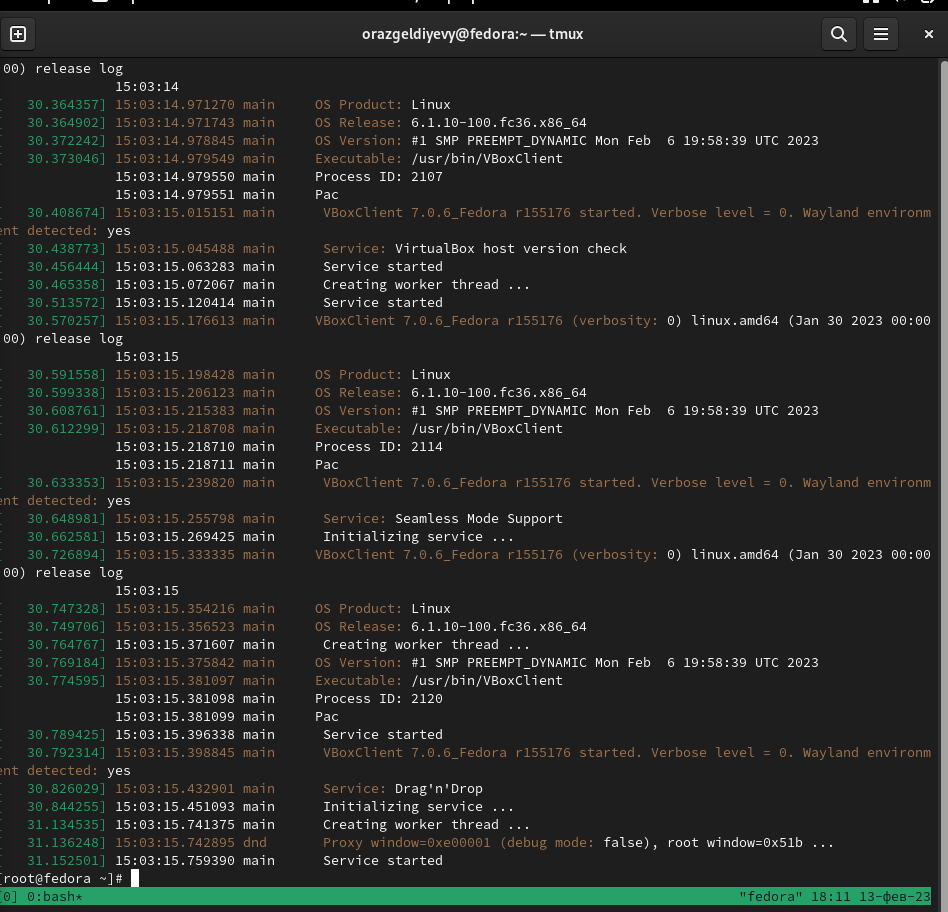 orazgeldiyevy@fedora:~ — tmux
00) release log
15:03:14
30.364357] 15:03:14.971270 main     OS Product: Linux
30.364902] 15:03:14.971743 main     OS Release: 6.1.10-100.fc36.x86_64
30.372242] 15:03:14.978845 main     OS Version: #1 SMP PREEMPT_DYNAMIC Mon Feb  6 19:58:39 UTC 2023
30.373046] 15:03:14.979549 main     Executable: /usr/bin/VBoxClient
15:03:14.979550 main     Process ID: 2107
15:03:14.979551 main     Pac
30.408674] 15:03:15.015151 main      VBoxClient 7.0.6_Fedora r155176 started. Verbose level = 0. Wayland environm
ent detected: yes
30.438773] 15:03:15.045488 main      Service: VirtualBox host version check
30.456444] 15:03:15.063283 main      Service started
30.465358] 15:03:15.072067 main      Creating worker thread ...
30.513572] 15:03:15.120414 main      Service started
30.570257] 15:03:15.176613 main     VBoxClient 7.0.6_Fedora r155176 (verbosity: 0) linux.amd64 (Jan 30 2023 00:00
00) release log
15:03:15
30.591558] 15:03:15.198428 main     OS Product: Linux
30.599338] 15:03:15.206123 main     OS Release: 6.1.10-100.fc36.x86_64
30.608761] 15:03:15.215383 main     OS Version: #1 SMP PREEMPT_DYNAMIC Mon Feb  6 19:58:39 UTC 2023
30.612299] 15:03:15.218708 main     Executable: /usr/bin/VBoxClient
15:03:15.218710 main     Process ID: 2114
15:03:15.218711 main     Pac
30.633353] 15:03:15.239820 main      VBoxClient 7.0.6_Fedora r155176 started. Verbose level = 0. Wayland environm
ent detected: yes
30.648981] 15:03:15.255798 main      Service: Seamless Mode Support
30.662581] 15:03:15.269425 main      Initializing service ...
30.726894] 15:03:15.333335 main     VBoxClient 7.0.6_Fedora r155176 (verbosity: 0) linux.amd64 (Jan 30 2023 00:00
00) release log
15:03:15
30.747328] 15:03:15.354216 main     OS Product: Linux
30.749706] 15:03:15.356523 main     OS Release: 6.1.10-100.fc36.x86_64
30.764767] 15:03:15.371607 main      Creating worker thread ...
30.769184] 15:03:15.375842 main     OS Version: #1 SMP PREEMPT_DYNAMIC Mon Feb  6 19:58:39 UTC 2023
30.774595] 15:03:15.381097 main     Executable: /usr/bin/VBoxClient
15:03:15.381098 main     Process ID: 2120
15:03:15.381099 main     Pac
30.789425] 15:03:15.396338 main      Service started
30.792314] 15:03:15.398845 main      VBoxClient 7.0.6_Fedora r155176 started. Verbose level = 0. Wayland environm
ent detected: yes
30.826029] 15:03:15.432901 main      Service: Drag'n'Drop
30.844255] 15:03:15.451093 main      Initializing service ...
31.134535] 15:03:15.741375 main      Creating worker thread ...
31.136248] 15:03:15.742895 dnd       Proxy window=0xe00001 (debug mode: false), root window=0x51b ...
31.152501] 15:03:15.759390 main      Service started
[root@fedora ~]#
[0] 0:bash* "fedora" 18:11 13-фев-23